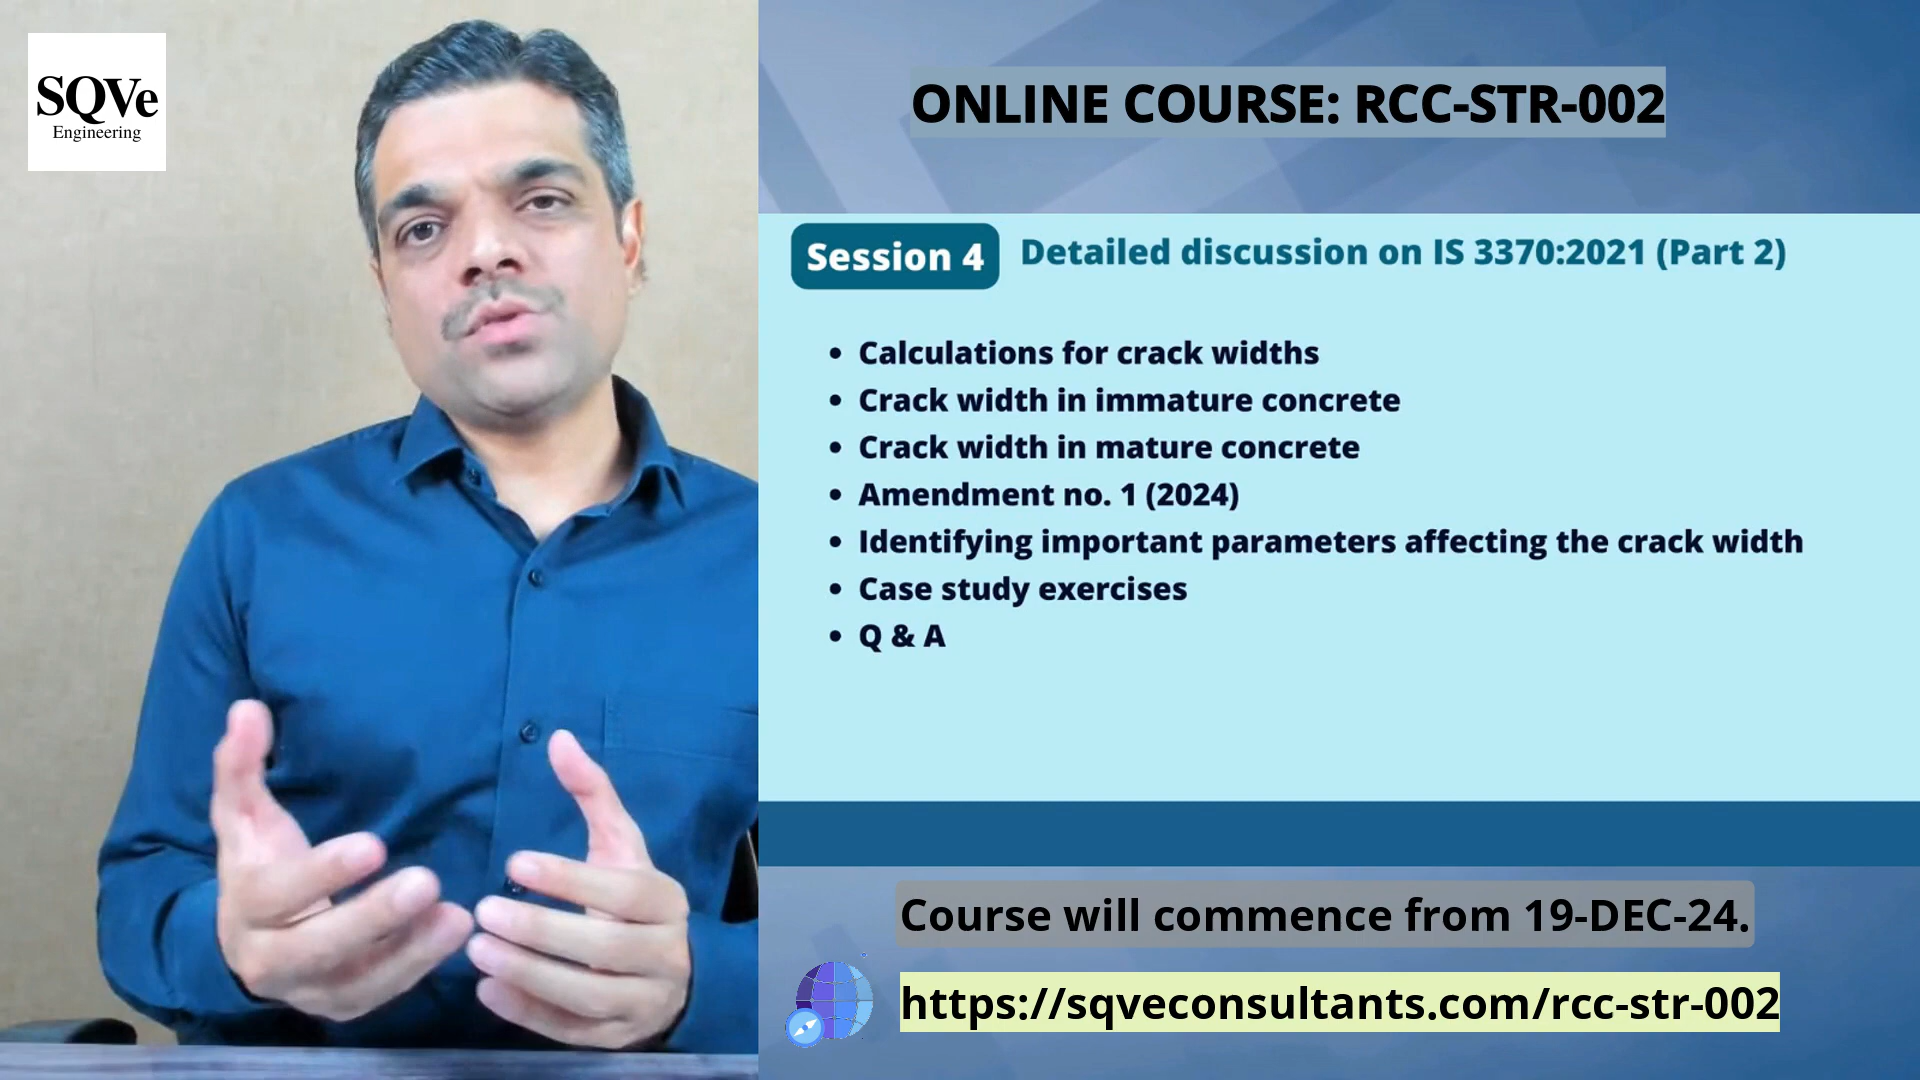 SQVe
Engineering
ONLINE COURSE: RCC-STR-002
Session 4
Detailed discussion on IS 3370:2021 (Part 2)
• Calculations for crack widths
• Crack width in immature concrete
• Crack width in mature concrete
• Amendment no. 1 (2024)
• Identifying important parameters affecting the crack width
• Case study exercises
• Q & A
Course will commence from 19-DEC-24.
https://sqveconsultants.com/rcc-str-002